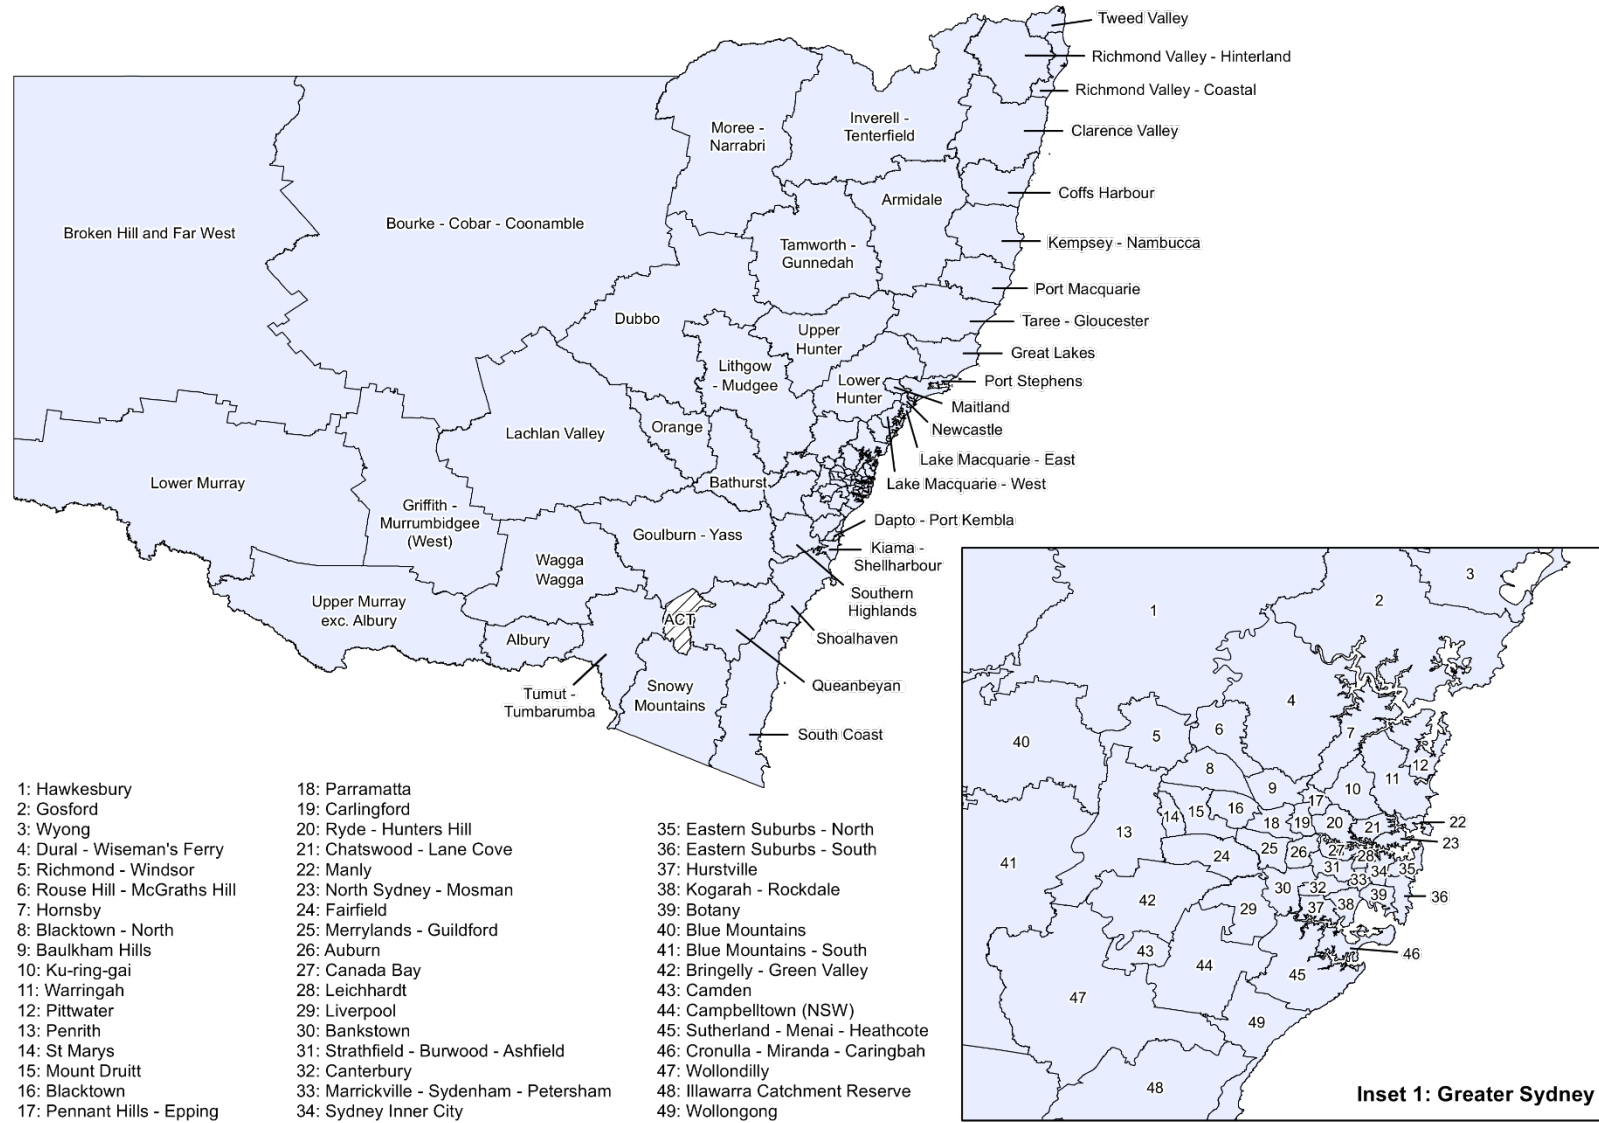 Tweed Valley
Richmond Valley - Hinterland
Richmond Valley - Coastal
Clarence Valley
Coffs Harbour
Kempsey - Nambucca
Port Macquarie
Taree - Gloucester
Great Lakes
Port Stephens
Maitland
Newcastle
Lake Macquarie - East
Lake Macquarie - West
Dapto - Port Kembla
Kiama -
Shellharbour
Southern
Highlands
Shoalhaven
Queanbeyan
South Coast
Moree -
Narrabri
Inverell -
Tenterfield
Armidale
Broken Hill and Far West
Bourke - Cobar - Coonamble
Tamworth -
Gunnedah
Dubbo
Upper
Hunter
Lithgow
- Mudgee
Lower
Hunter
Orange
Lachlan Valley
Bathurst
Lower Murray
Griffith -
Murrumbidgee
(West)
Goulburn - Yass
Wagga
Wagga
Upper Murray
exc. Albury
Albury
ACT
Tumut -
Tumbarumba
Snowy
Mountains
1: Hawkesbury
2: Gosford
3: Wyong
4: Dural - Wiseman's Ferry
5: Richmond - Windsor
6: Rouse Hill - McGraths Hill
7: Hornsby
8: Blacktown - North
9: Baulkham Hills
10: Ku-ring-gai
11: Warringah
12: Pittwater
13: Penrith
14: St Marys
15: Mount Druitt
16: Blacktown
17: Pennant Hills - Epping
18: Parramatta
19: Carlingford
20: Ryde - Hunters Hill
21: Chatswood - Lane Cove
22: Manly
23: North Sydney - Mosman
24: Fairfield
25: Merrylands - Guildford
26: Auburn
27: Canada Bay
28: Leichhardt
29: Liverpool
30: Bankstown
31: Strathfield - Burwood - Ashfield
32: Canterbury
33: Marrickville - Sydenham - Petersham
34: Sydney Inner City
35: Eastern Suburbs - North
36: Eastern Suburbs - South
37: Hurstville
38: Kogarah - Rockdale
39: Botany
40: Blue Mountains
41: Blue Mountains - South
42: Bringelly - Green Valley
43: Camden
44: Campbelltown (NSW)
45: Sutherland - Menai - Heathcote
46: Cronulla - Miranda - Caringbah
47: Wollondilly
48: Illawarra Catchment Reserve
49: Wollongong
3
2
1
4
40
5
6
7
8
9
10
11
12
13
14
15
16
17
18
19
20
21
22
23
24
25
26
27
28
31
34
35
41
42
30
32
33
39
36
29
37
38
43
44
45
46
47
49
48
Inset 1: Greater Sydney